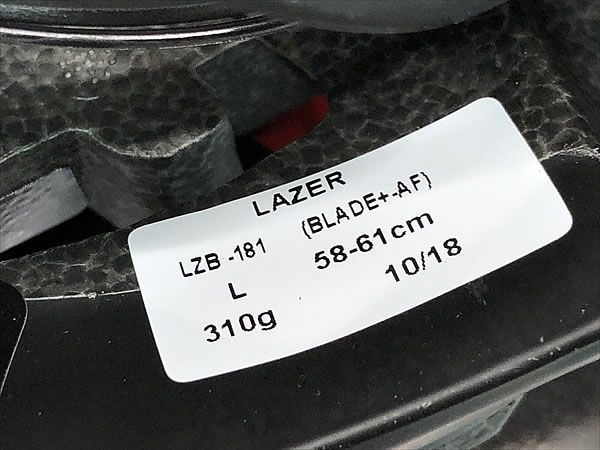 LAZER
LZB -181 (BLADE+-AF)
L 58-61cm
310g 10/18